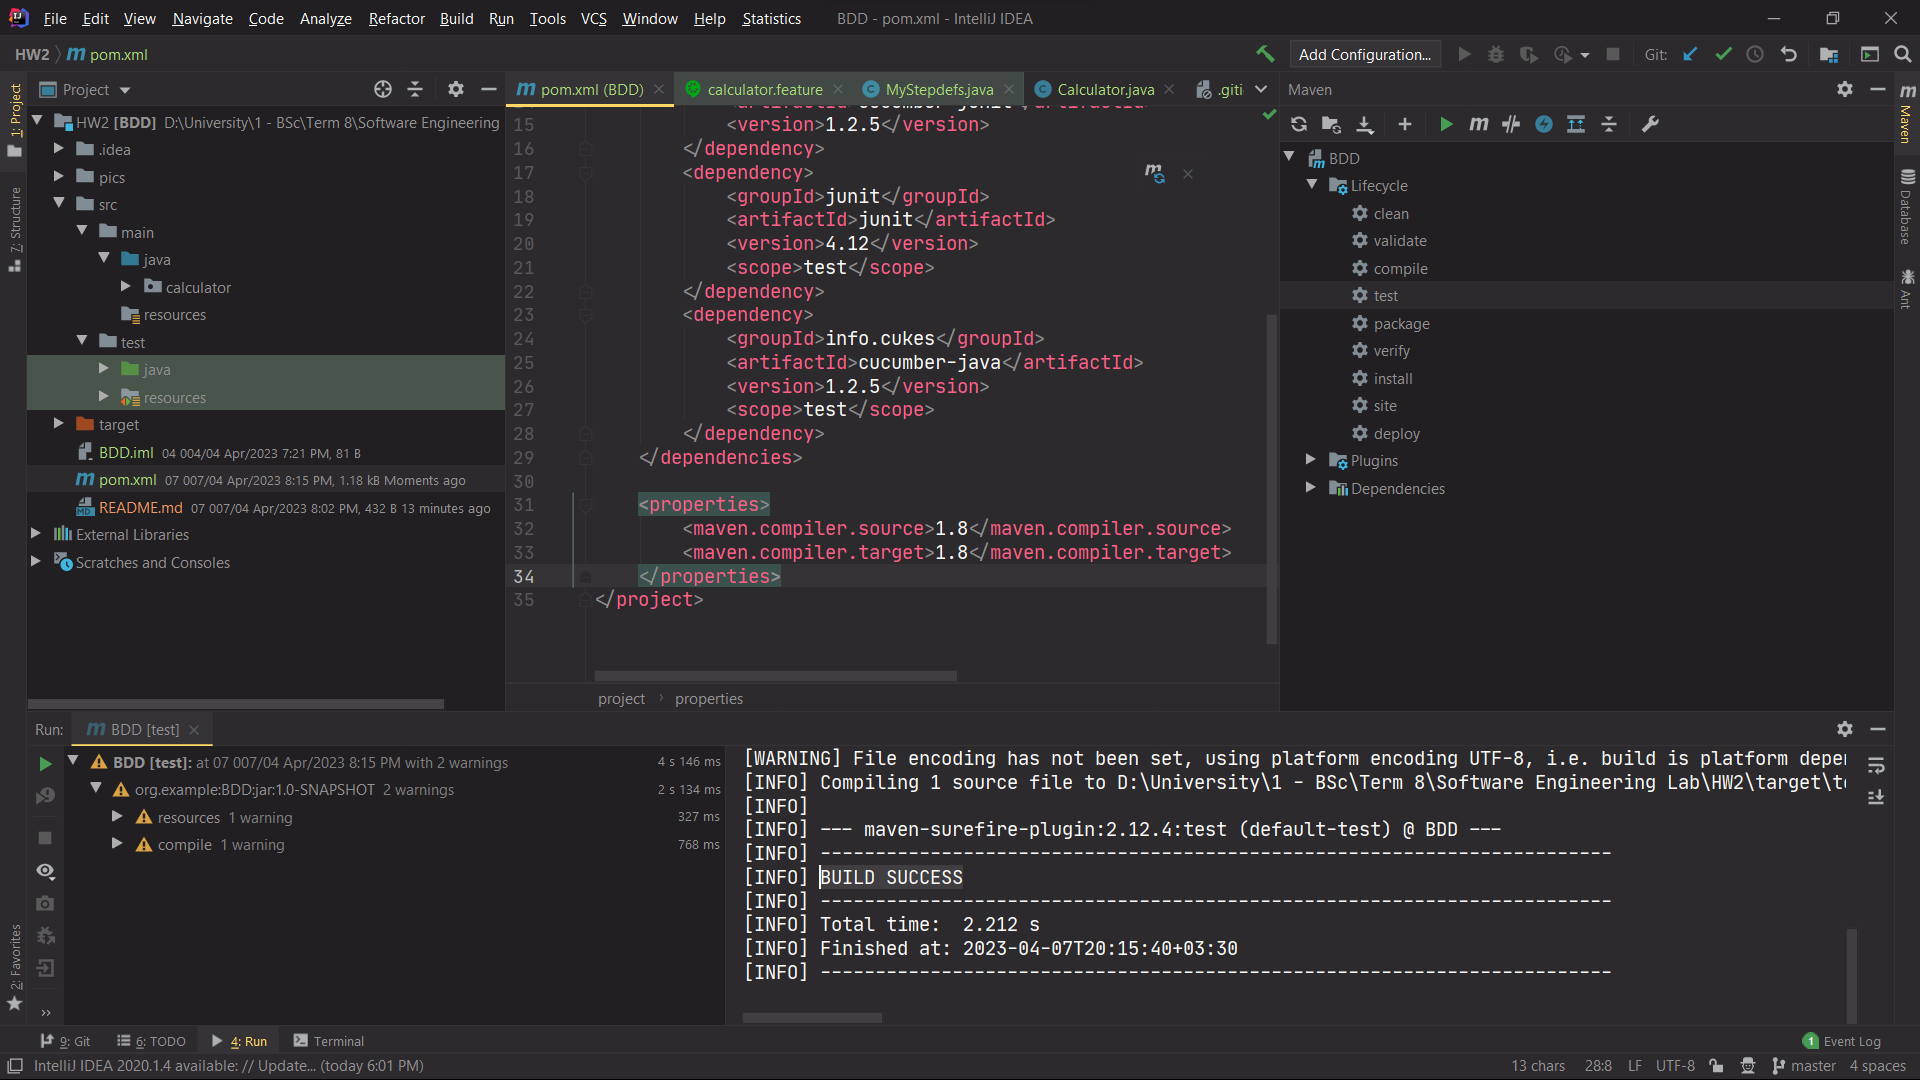 File Edit View Navigate Code Analyze Refactor Build Run Tools VCS Window Help Statistics BDD - pom.xml - IntelliJ IDEA
HW2 pom.xml Add Configuration... Git:
Project
pom.xml (BDD) calculator.feature MyStepdefs.java Calculator.java .giti
Maven
1: Project
7: Structure
2: Favorites
HW2 [BDD] D:\University\1 - BSc\Term 8\Software Engineering
.idea
pics
src
main
java
calculator
resources
test
java
resources
target
BDD.iml 04 004/04 Apr/2023 7:21 PM, 81 B
pom.xml 07 007/04 Apr/2023 8:15 PM, 1.18 kB Moments ago
README.md 07 007/04 Apr/2023 8:02 PM, 432 B 13 minutes ago
External Libraries
Scratches and Consoles
15 <version>1.2.5</version>
16 </dependency>
17 <dependency>
18 <groupId>junit</groupId>
19 <artifactId>junit</artifactId>
20 <version>4.12</version>
21 <scope>test</scope>
22 </dependency>
23 <dependency>
24 <groupId>info.cukes</groupId>
25 <artifactId>cucumber-java</artifactId>
26 <version>1.2.5</version>
27 <scope>test</scope>
28 </dependency>
29 </dependencies>
30
31 <properties>
32 <maven.compiler.source>1.8</maven.compiler.source>
33 <maven.compiler.target>1.8</maven.compiler.target>
34 </properties>
35 </project>
project properties
BDD
Lifecycle
clean
validate
compile
test
package
verify
install
site
deploy
Plugins
Dependencies
Maven
Database
Ant
Run: BDD [test]
BDD [test]: at 07 007/04 Apr/2023 8:15 PM with 2 warnings 4 s 146 ms
org.example:BDD:jar:1.0-SNAPSHOT 2 warnings 2 s 134 ms
resources 1 warning 327 ms
compile 1 warning 768 ms
[WARNING] File encoding has not been set, using platform encoding UTF-8, i.e. build is platform depen
[INFO] Compiling 1 source file to D:\University\1 - BSc\Term 8\Software Engineering Lab\HW2\target\te
[INFO]
[INFO] --- maven-surefire-plugin:2.12.4:test (default-test) @ BDD ---
[INFO] ------------------------------------------------------------------------
[INFO] BUILD SUCCESS
[INFO] ------------------------------------------------------------------------
[INFO] Total time: 2.212 s
[INFO] Finished at: 2023-04-07T20:15:40+03:30
[INFO] ------------------------------------------------------------------------
9: Git 6: TODO 4: Run Terminal 1 Event Log
IntelliJ IDEA 2020.1.4 available: // Update... (today 6:01 PM) 13 chars 28:8 LF UTF-8 master 4 spaces